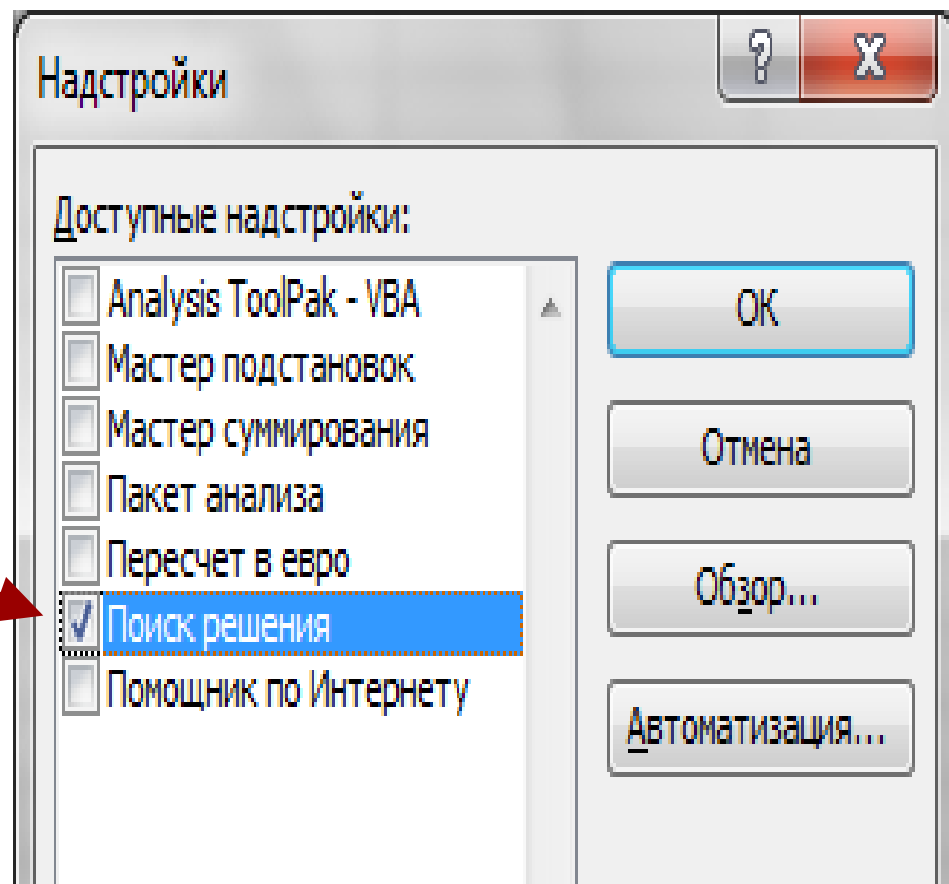 Надстройки
Доступные надстройки:
Analysis ToolPak - VBA
Мастер подстановок
Мастер суммирования
Пакет анализа
Пересчет в евро
Поиск решения
Помощник по Интернету
ОК
Отмена
Обзор...
Автоматизация...